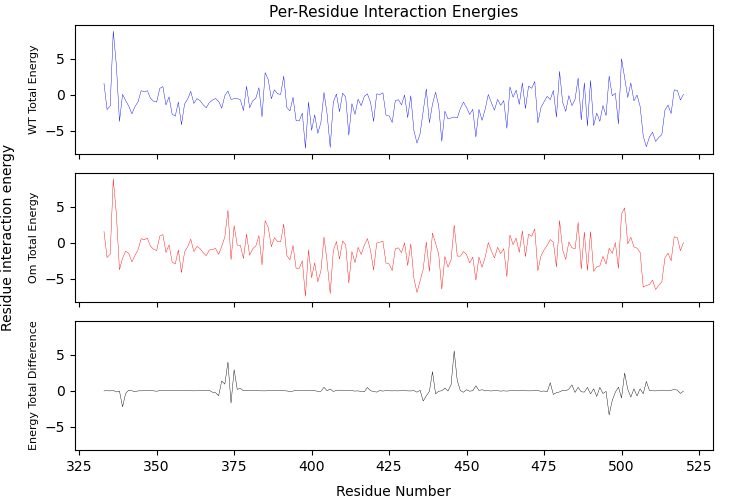 Per-Residue Interaction Energies
Residue interaction energy
WT Total Energy
5
0
−5
Om Total Energy
5
0
−5
Energy Total Difference
5
0
−5
325 350 375 400 425 450 475 500 525
Residue Number